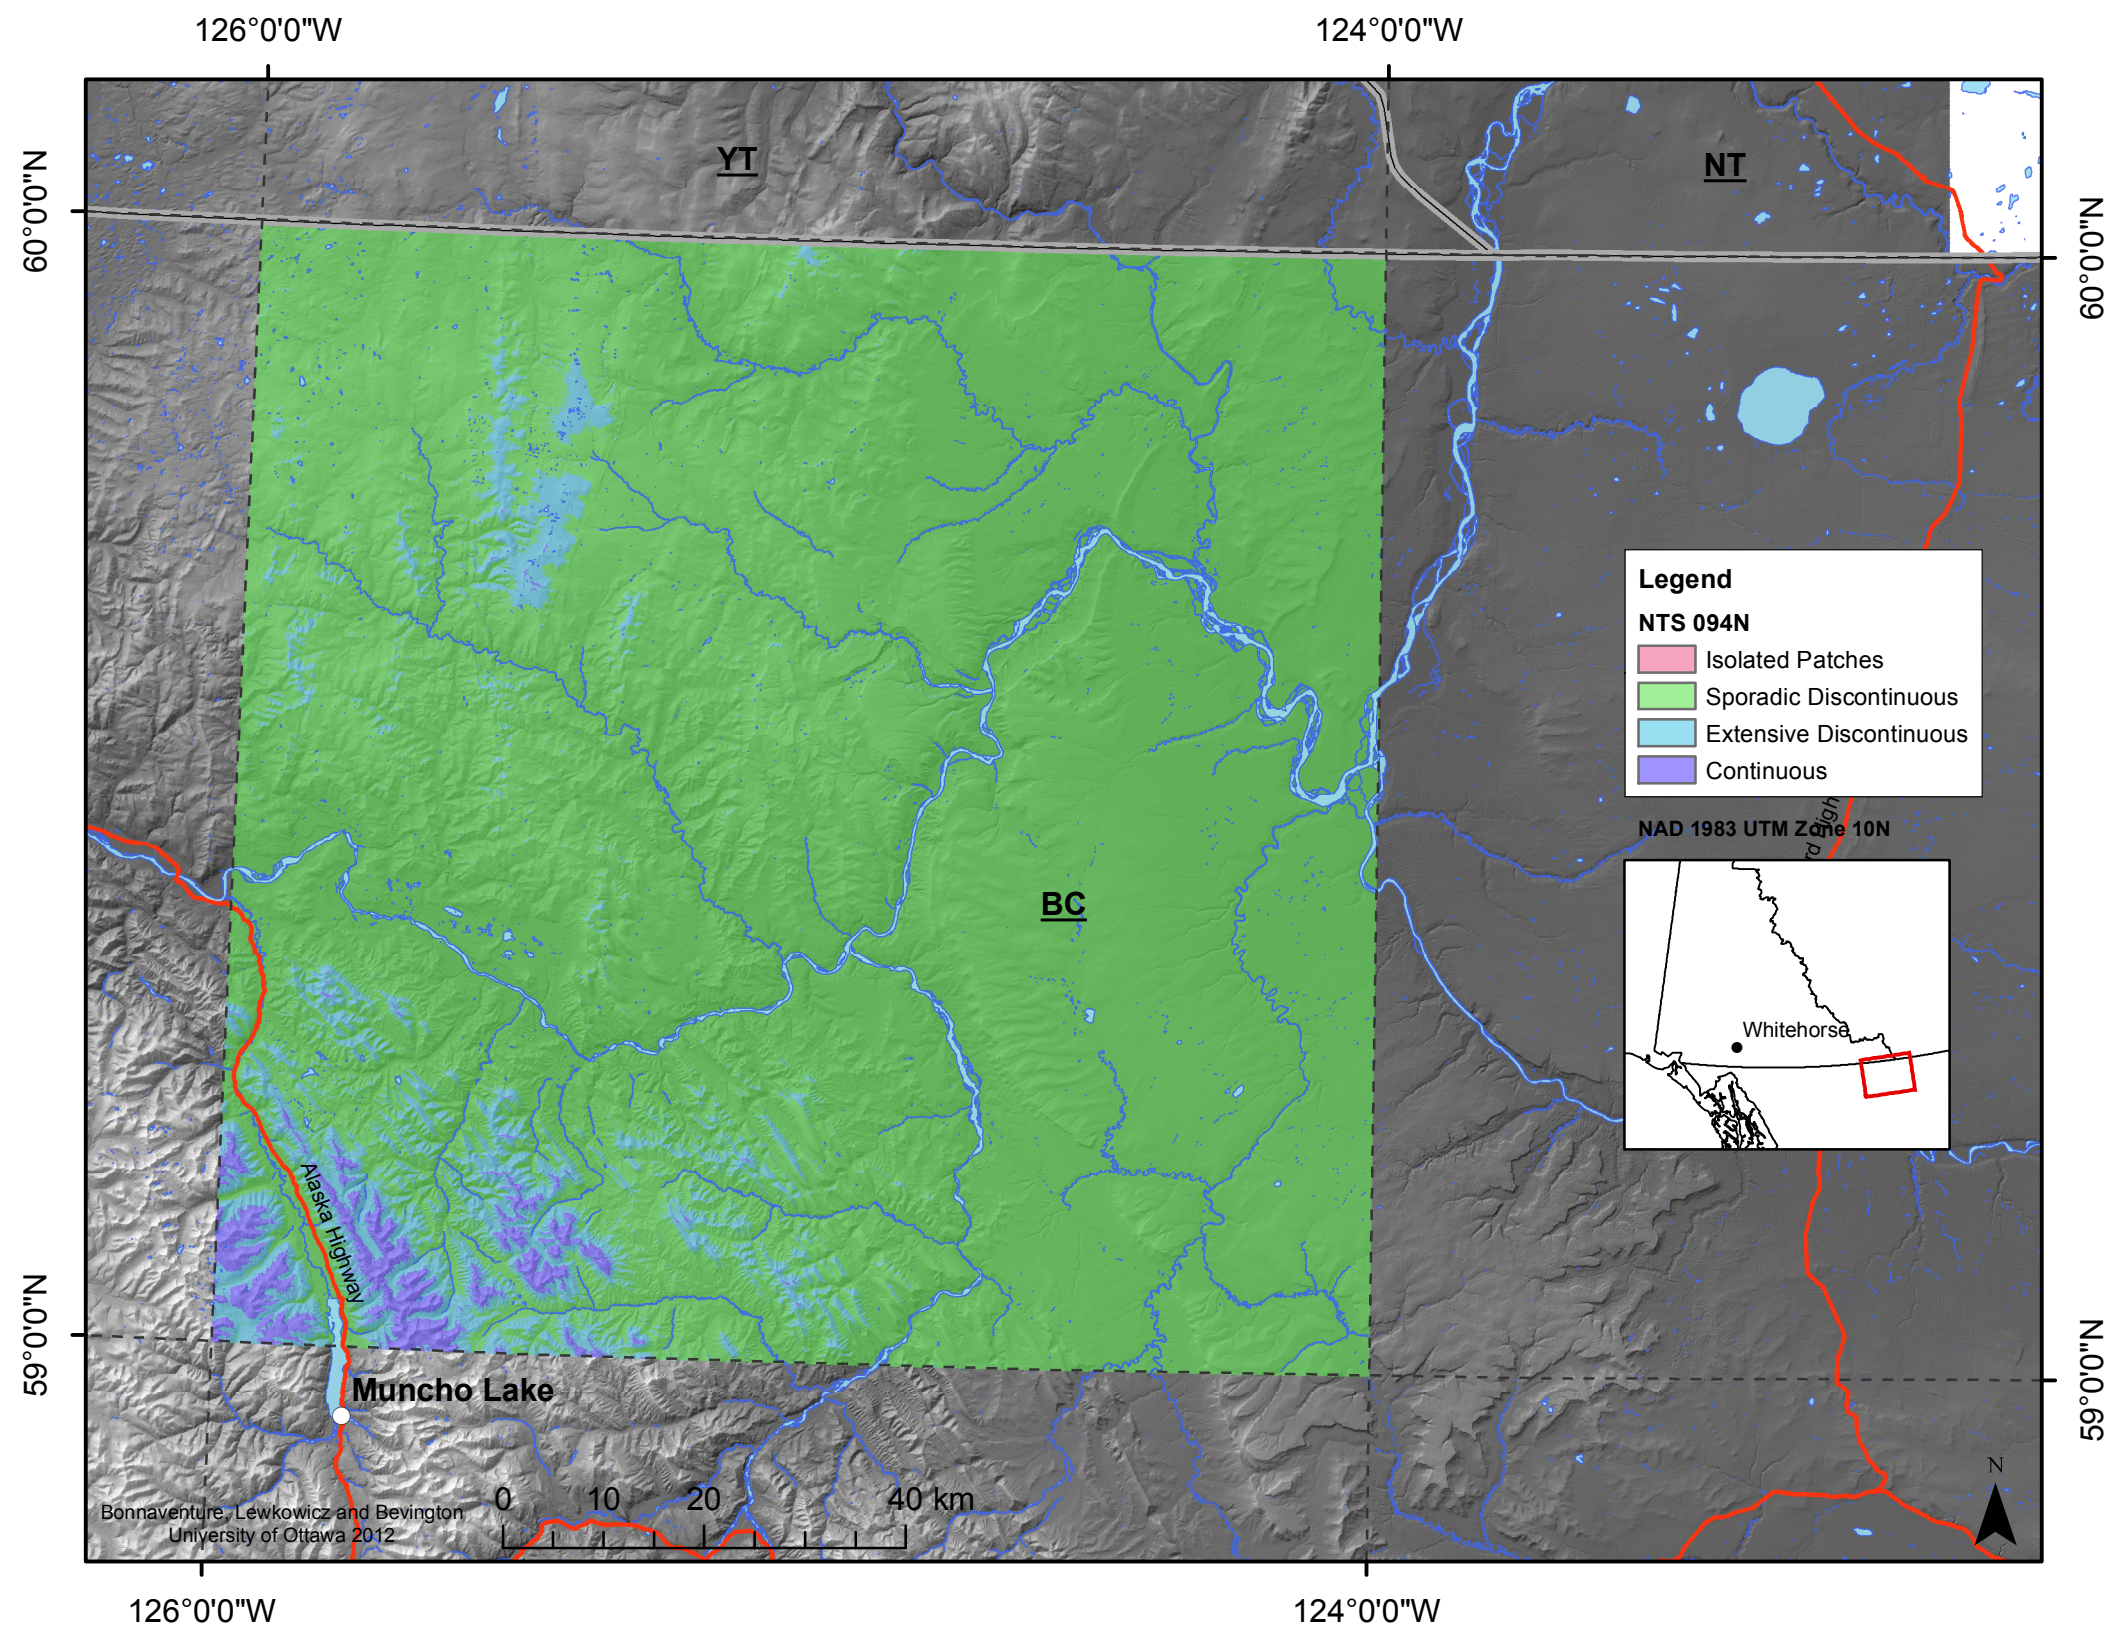 126°0'0"W
124°0'0"W
60°0'0"N
60°0'0"N
YT
NT
Legend
NTS 094N
Isolated Patches
Sporadic Discontinuous
Extensive Discontinuous
Continuous
rd High
NAD 1983 UTM Zone 10N
BC
Whitehorse
Alaska Highway
59°0'0"N
59°0'0"N
Muncho Lake
N
0 10 20 40 km
Bonnaventure, Lewkowicz and Bevington
University of Ottawa 2012
126°0'0"W
124°0'0"W